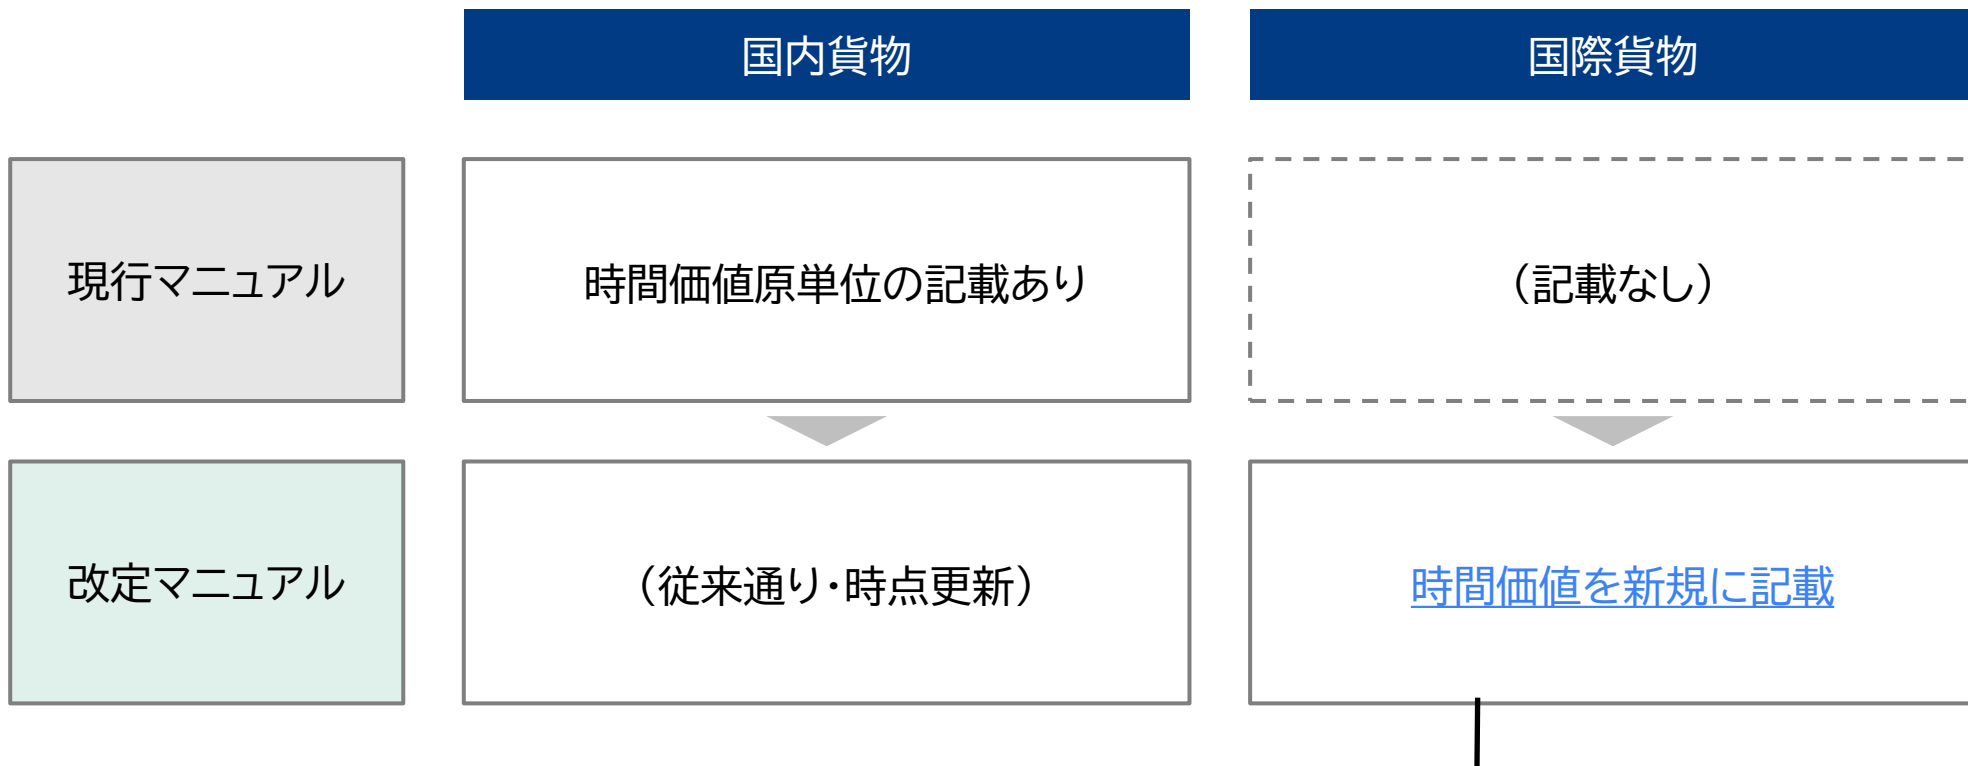 国内貨物
国際貨物
現行マニュアル
時間価値原単位の記載あり
（記載なし）
改定マニュアル
（従来通り・時点更新）
時間価値を新規に記載